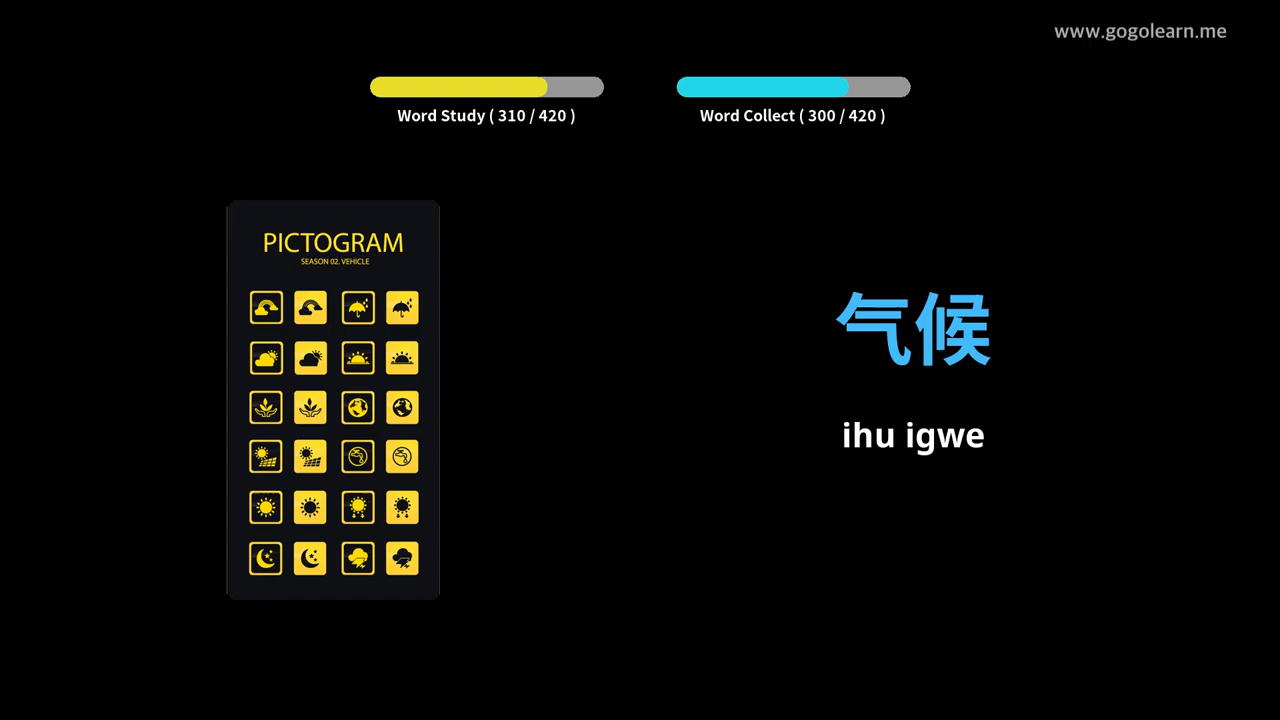 www.gogolearn.me
Word Study ( 310 / 420 )
Word Collect ( 300 / 420 )
PICTOGRAM
SEASON 02. VEHICLE
气候
ihu igwe